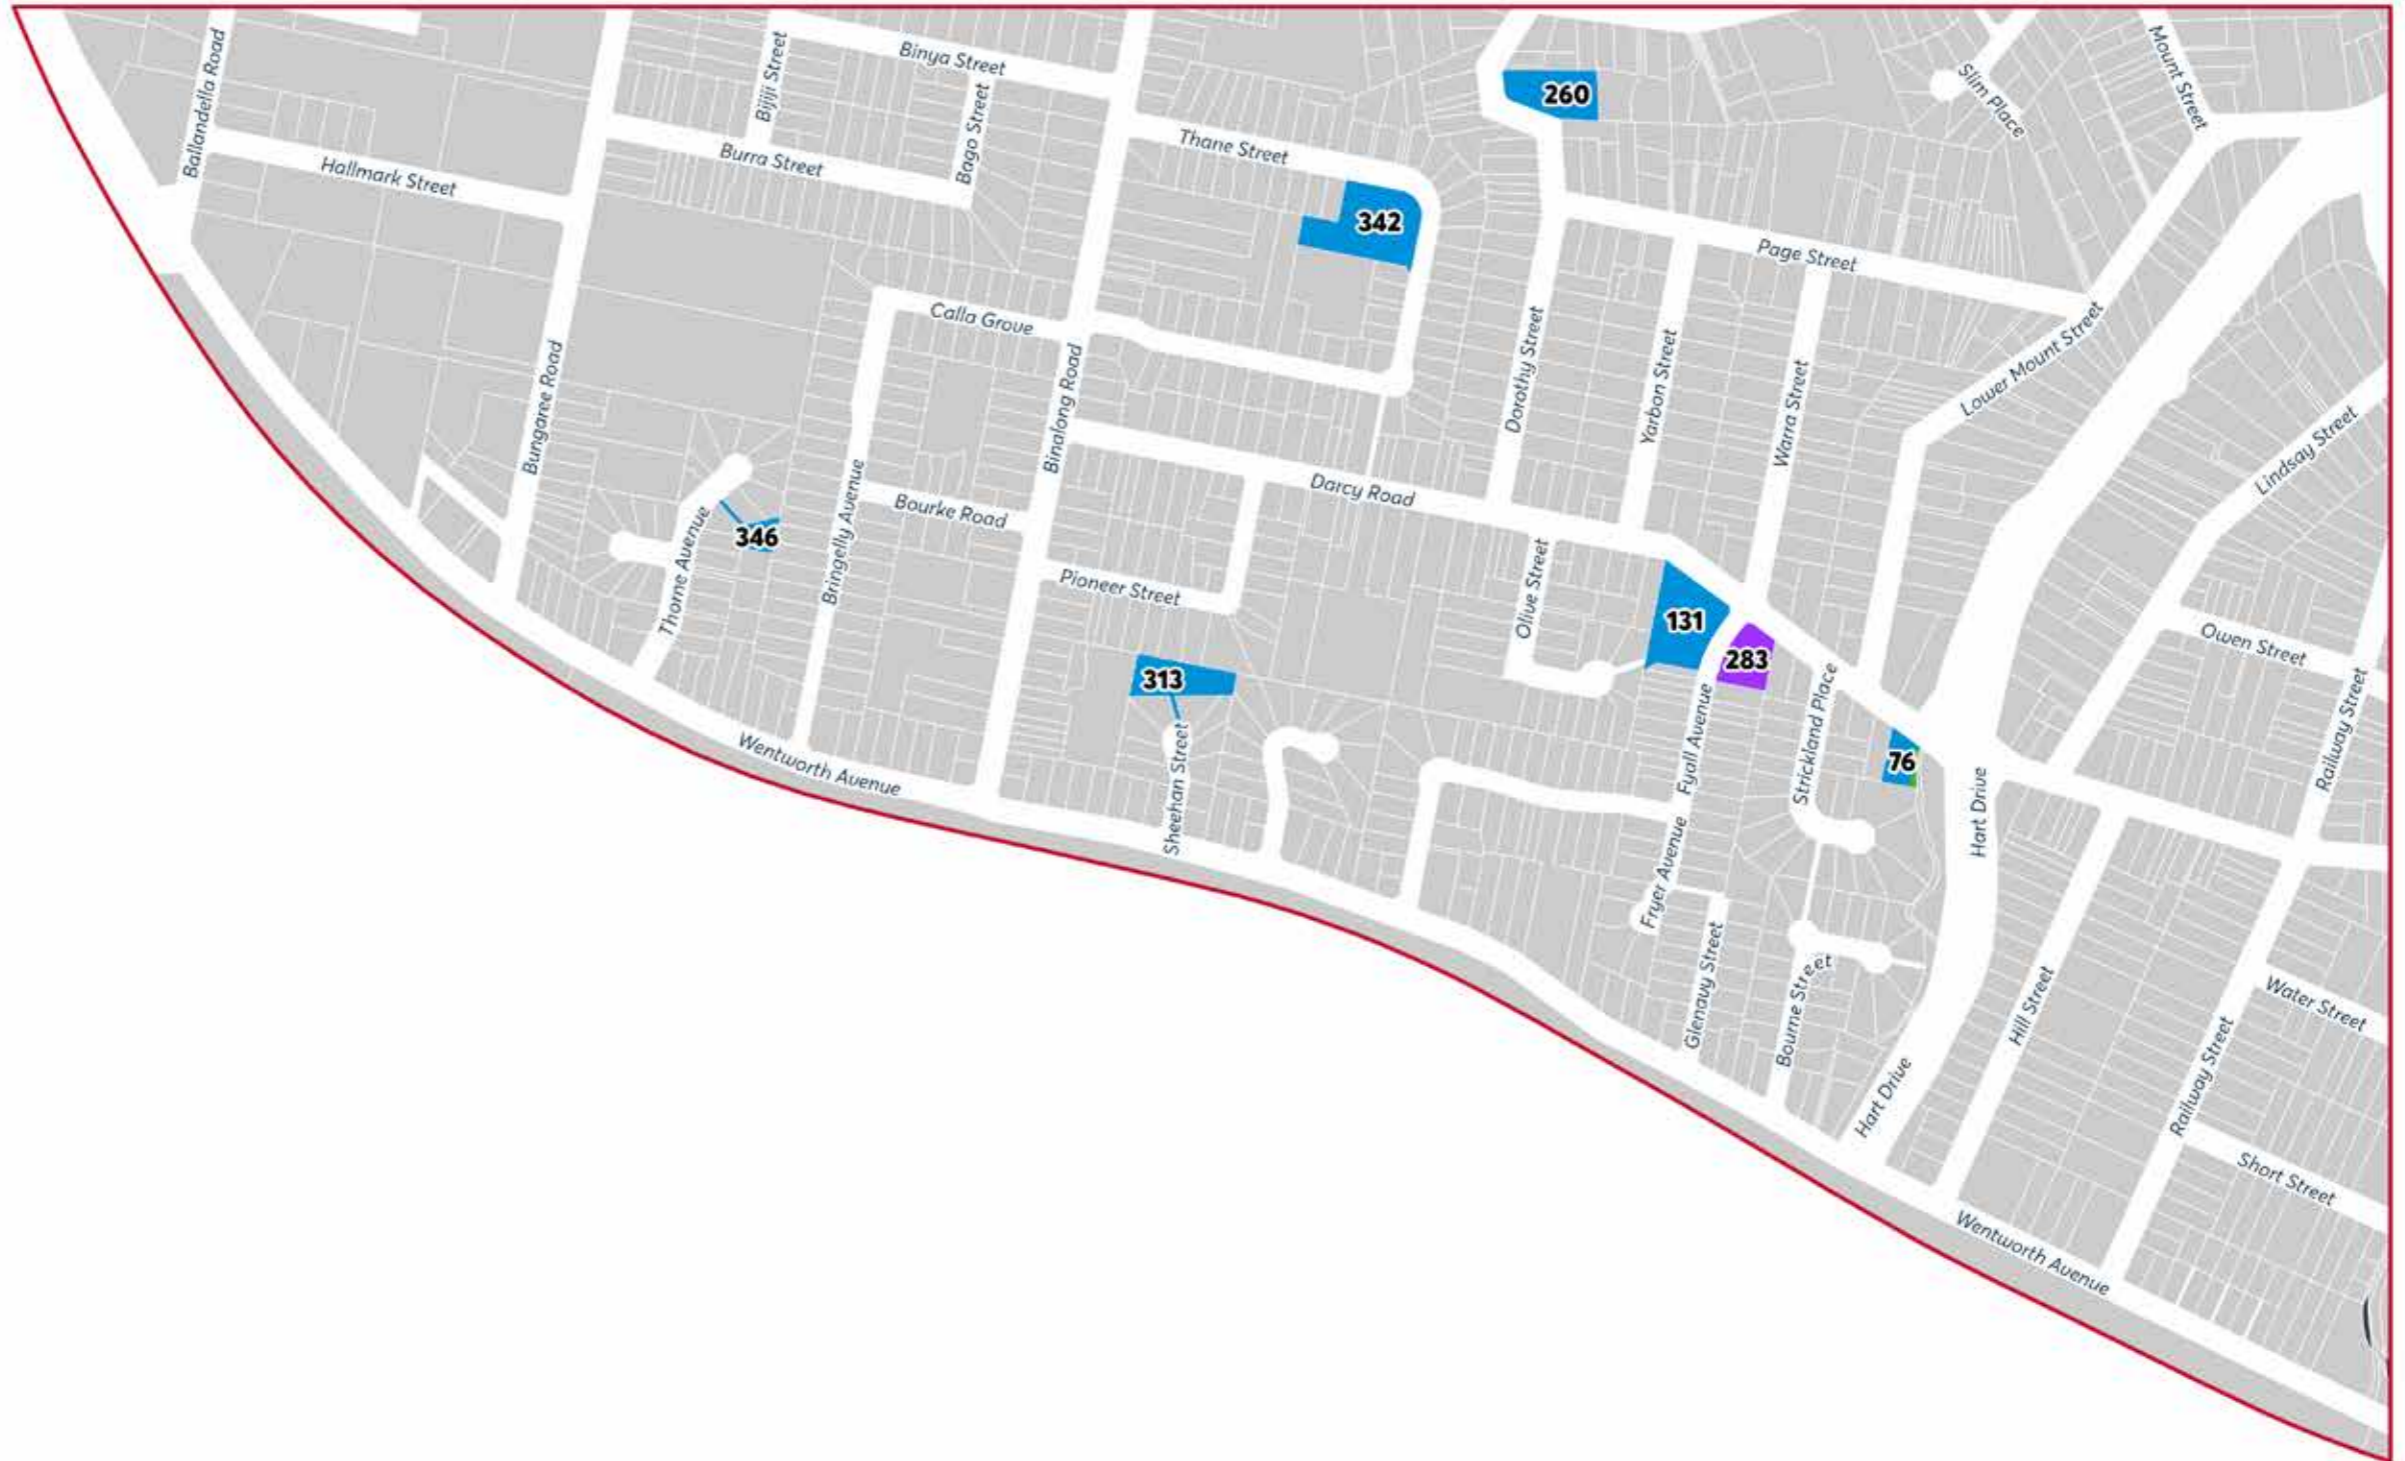 Ballandella Road
Hallmark Street
Bijiji Street
Binya Street
Bago Street
Burra Street
Thane Street
260
Slim Place
Mount Street
342
Page Street
Calla Grove
Bungaree Road
Binalong Road
Dorothy Street
Yarbon Street
Warra Street
Lower Mount Street
Lindsay Street
Bringelly Avenue
Bourke Road
Darcy Road
346
Thorne Avenue
Pioneer Street
Olive Street
131
283
Owen Street
313
Railway Street
Fyall Avenue
Strickland Place
76
Wentworth Avenue
Sheehan Street
Hart Drive
Fryer Avenue
Glenavy Street
Bourne Street
Hill Street
Water Street
Hart Drive
Railway Street
Short Street
Wentworth Avenue